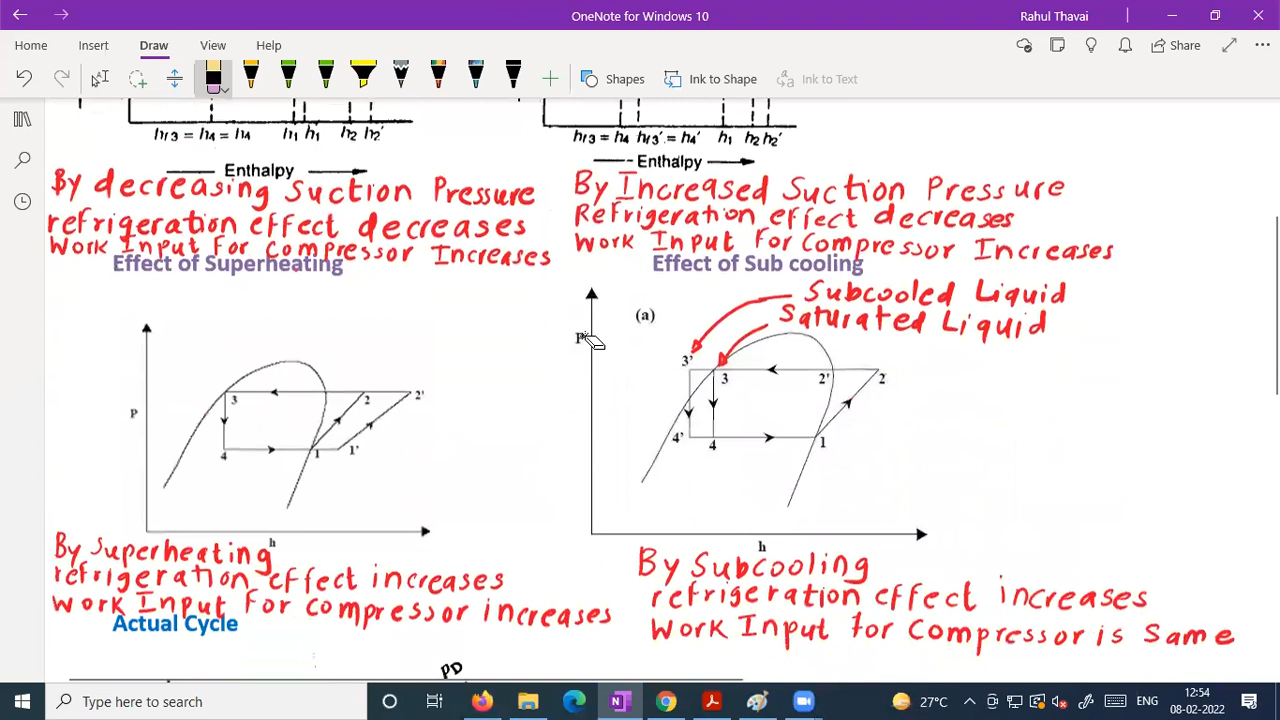 OneNote for Windows 10
Rahul Thavai
Home Insert Draw View Help
Share
Shapes
Ink to Shape
Ink to Text
hf3 = h4 = h4 h1 h1 h2 h2'
hf3 = h4 hf3' = h4' h1 h2 h2'
Enthalpy
Enthalpy
By decreasing Suction Pressure
refrigeration effect decreases
Work Input for Compressor Increases
By Increased Suction Pressure
Refrigeration effect decreases
Work Input for Compressor Increases
Effect of Superheating
Effect of Sub cooling
P
3 2 2'
4 1 1'
h
(a)
Subcooled Liquid
Saturated Liquid
P
3' 3 2' 2
4' 4 1
h
By Superheating
refrigeration effect increases
Work Input for compressor increases
By Subcooling
refrigeration effect increases
Work Input for Compressor is Same
Actual Cycle
PD
Type here to search
27°C
ENG
12:54
08-02-2022